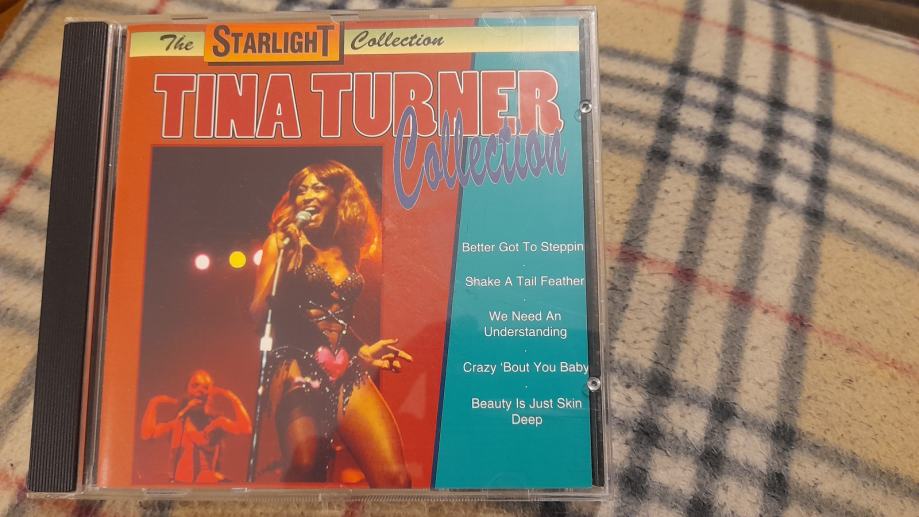 The STARLIGHT Collection
TINA TURNER
Collection
Better Got To Steppin
Shake A Tail Feather
We Need An
Understanding
Crazy 'Bout You Baby
Beauty Is Just Skin
Deep